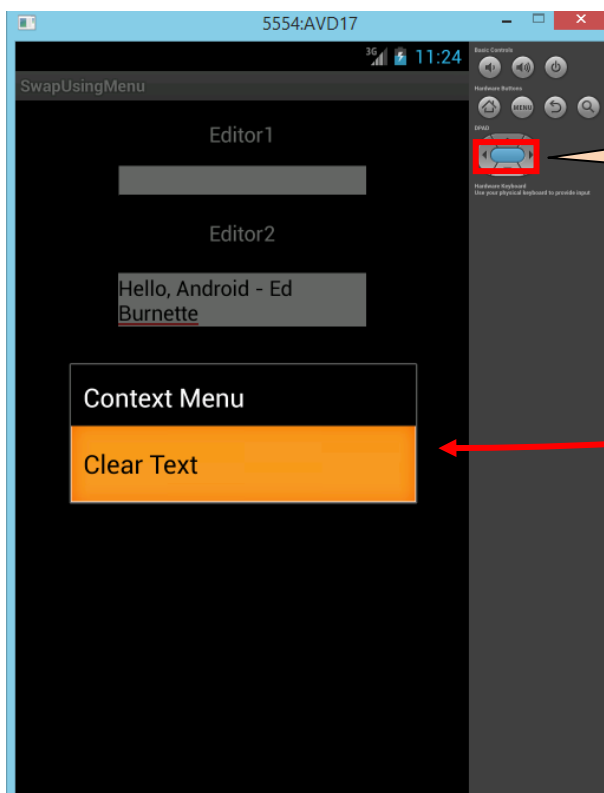 5554:AVD17
3G 11:24
SwapUsingMenu
Editor1
Editor2
Hello, Android - Ed
Burnette
Context Menu
Clear Text
Basic Controls
Hardware Buttons
MENU
DPAD
Hardware Keyboard
Use your physical keyboard to provide input